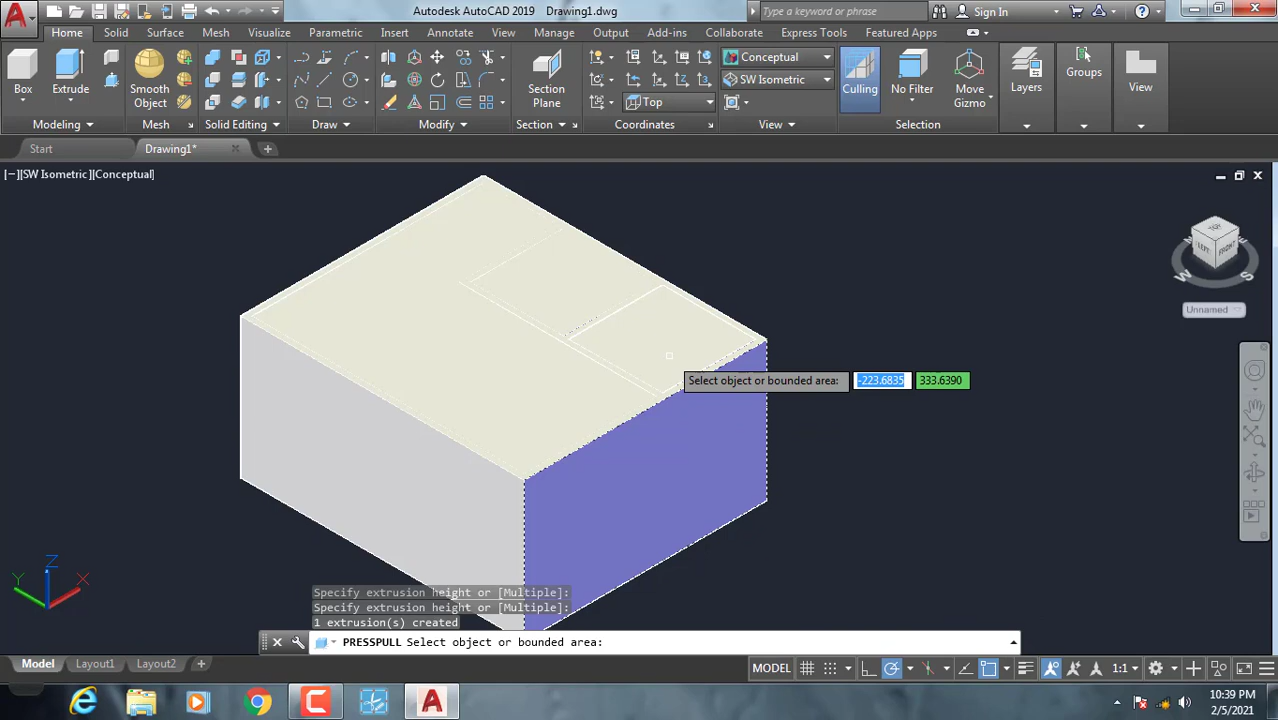 Autodesk AutoCAD 2019 Drawing1.dwg
Type a keyword or phrase
Sign In
Home Solid Surface Mesh Visualize Parametric Insert Annotate View Manage Output Add-ins Collaborate Express Tools Featured Apps
Box
Extrude
Smooth
Object
Section
Plane
Conceptual
SW Isometric
Top
Culling
No Filter
Move
Gizmo
Layers
Groups
View
Modeling
Mesh
Solid Editing
Draw
Modify
Section
Coordinates
View
Selection
Start
Drawing1*
[−][SW Isometric][Conceptual]
TOP
LEFT
FRONT
W
S
Unnamed
Select object or bounded area: -223.6835 333.6390
Z
Y
X
Specify extrusion height or [Multiple]:
Specify extrusion height or [Multiple]:
1 extrusion(s) created
PRESSPULL Select object or bounded area:
Model Layout1 Layout2
MODEL
1:1
10:39 PM
2/5/2021